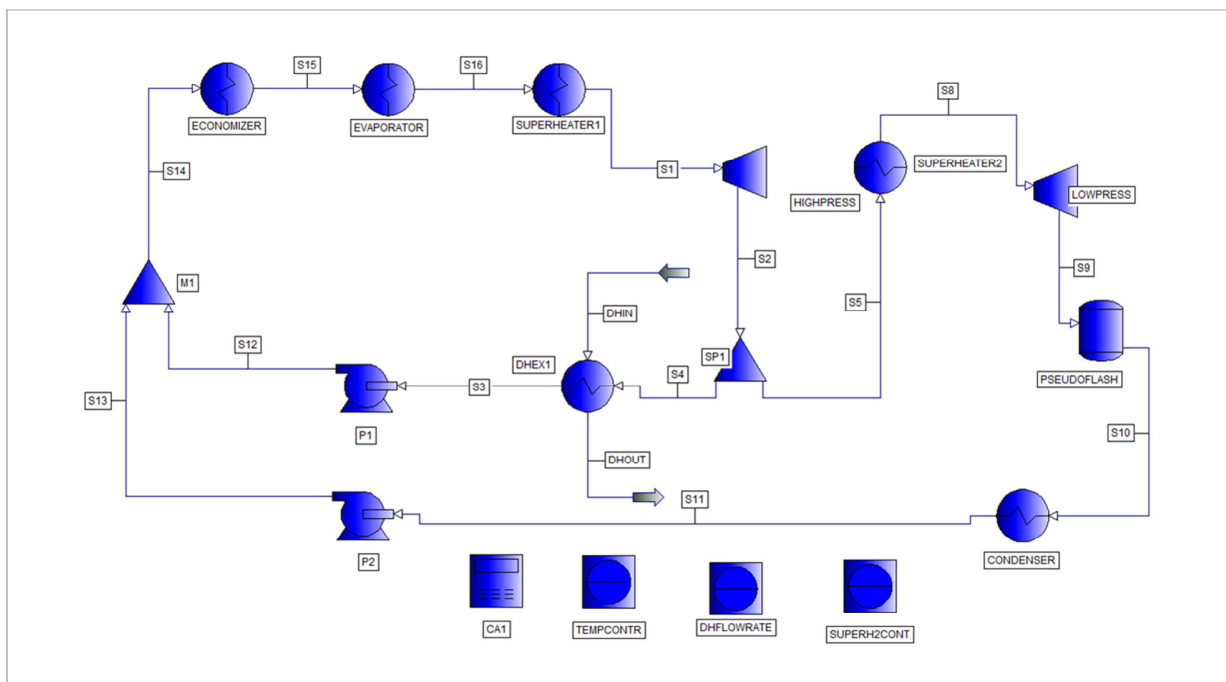 S15
S16
S8
ECONOMIZER
EVAPORATOR
SUPERHEATER1
SUPERHEATER2
S14
S1
HIGHPRESS
LOWPRESS
S2
S9
M1
DHIN
S5
S12
DHEX1
SP1
S3
S4
PSEUDOFLASH
S13
P1
S10
DHOUT
S11
P2
CONDENSER
CA1
TEMPCONTR
DHFLOWRATE
SUPERH2CONT